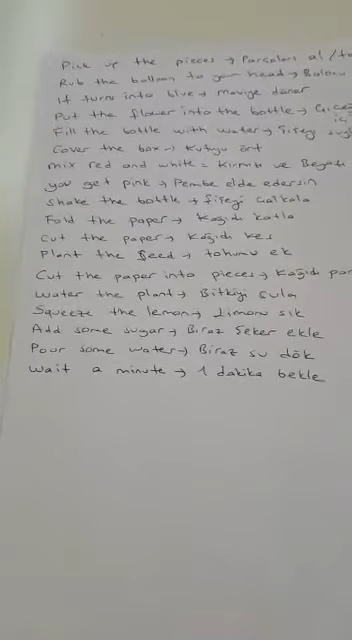 Pick up the pieces → Parçaları al /
Rub the balloon to your head →
It turns into blue → maviye döner
Put the flower into the bottle →
Fill the bottle with water → Şişeyi
Cover the box → Kutuyu ört
mix red and white = Kırmızı ve Beyazı
you get pink → Pembe elde edersin
Shake the bottle → Şişeyi çalkala
Fold the paper → Kağıdı katla
Cut the paper → Kağıdı kes
Plant the Seed → tohumu ek
Cut the paper into pieces → Kağıdı
Water the plant → Bitkiyi sula
Squeeze the lemon → Limonu sık
Add some sugar → Biraz Şeker ekle
Pour some water → Biraz su dök
Wait a minute → 1 dakika bekle